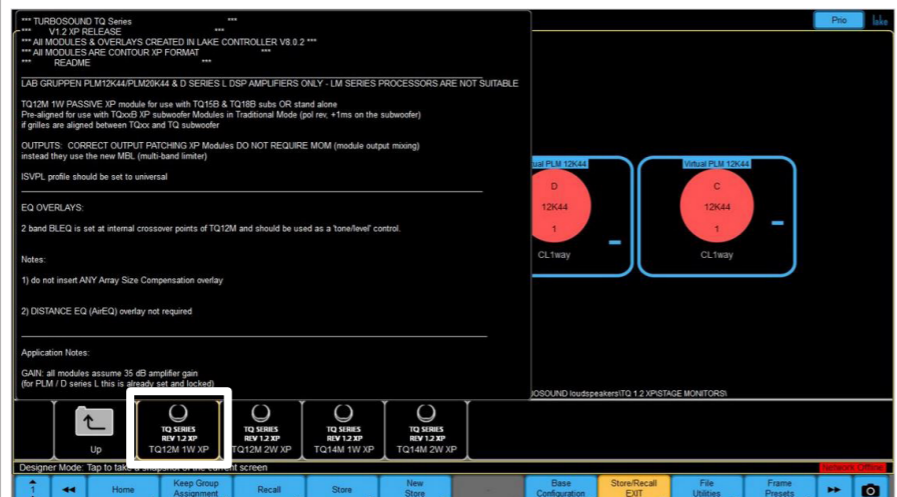 *** TURBOSOUND TQ Series ***
*** V1.2 XP RELEASE ***
*** All MODULES & OVERLAYS CREATED IN LAKE CONTROLLER V8.0.2 ***
*** All MODULES ARE CONTOUR XP FORMAT ***
*** README ***
LAB GRUPPEN PLM12K44/PLM20K44 & D SERIES L DSP AMPLIFIERS ONLY - LM SERIES PROCESSORS ARE NOT SUITABLE
TQ12M 1W PASSIVE XP module for use with TQ15B & TQ18B subs OR stand alone
Pre-aligned for use with TQxxB XP subwoofer Modules in Traditional Mode (pol rev, +1ms on the subwoofer)
if grilles are aligned between TQxx and TQ subwoofer
OUTPUTS: CORRECT OUTPUT PATCHING XP Modules DO NOT REQUIRE MOM (module output mixing)
instead they use the new MBL (multi-band limiter)
ISVPL profile should be set to universal
EQ OVERLAYS:
2 band BLEQ is set at internal crossover points of TQ12M and should be used as a 'tone/level' control.
Notes:
1) do not insert ANY Array Size Compensation overlay
2) DISTANCE EQ (AirEQ) overlay not required
Application Notes:
GAIN: all modules assume 35 dB amplifier gain
(for PLM / D series L this is already set and locked)
Prio
lake
ual PLM 12K44
D
12K44
1
CL1way
Virtual PLM 12K44
C
12K44
1
CL1way
OSOUND loudspeakers\TQ 1.2 XP\STAGE MONITORS\
Up
TQ SERIES
REV 1.2 XP
TQ12M 1W XP
TQ SERIES
REV 1.2 XP
TQ12M 2W XP
TQ SERIES
REV 1.2 XP
TQ14M 1W XP
TQ SERIES
REV 1.2 XP
TQ14M 2W XP
Designer Mode: Tap to take a snapshot of the current screen
Network Offline
1
Home
Keep Group
Assignment
Recall
Store
New
Store
Base
Configuration
Store/Recall
EXIT
File
Utilities
Frame
Presets